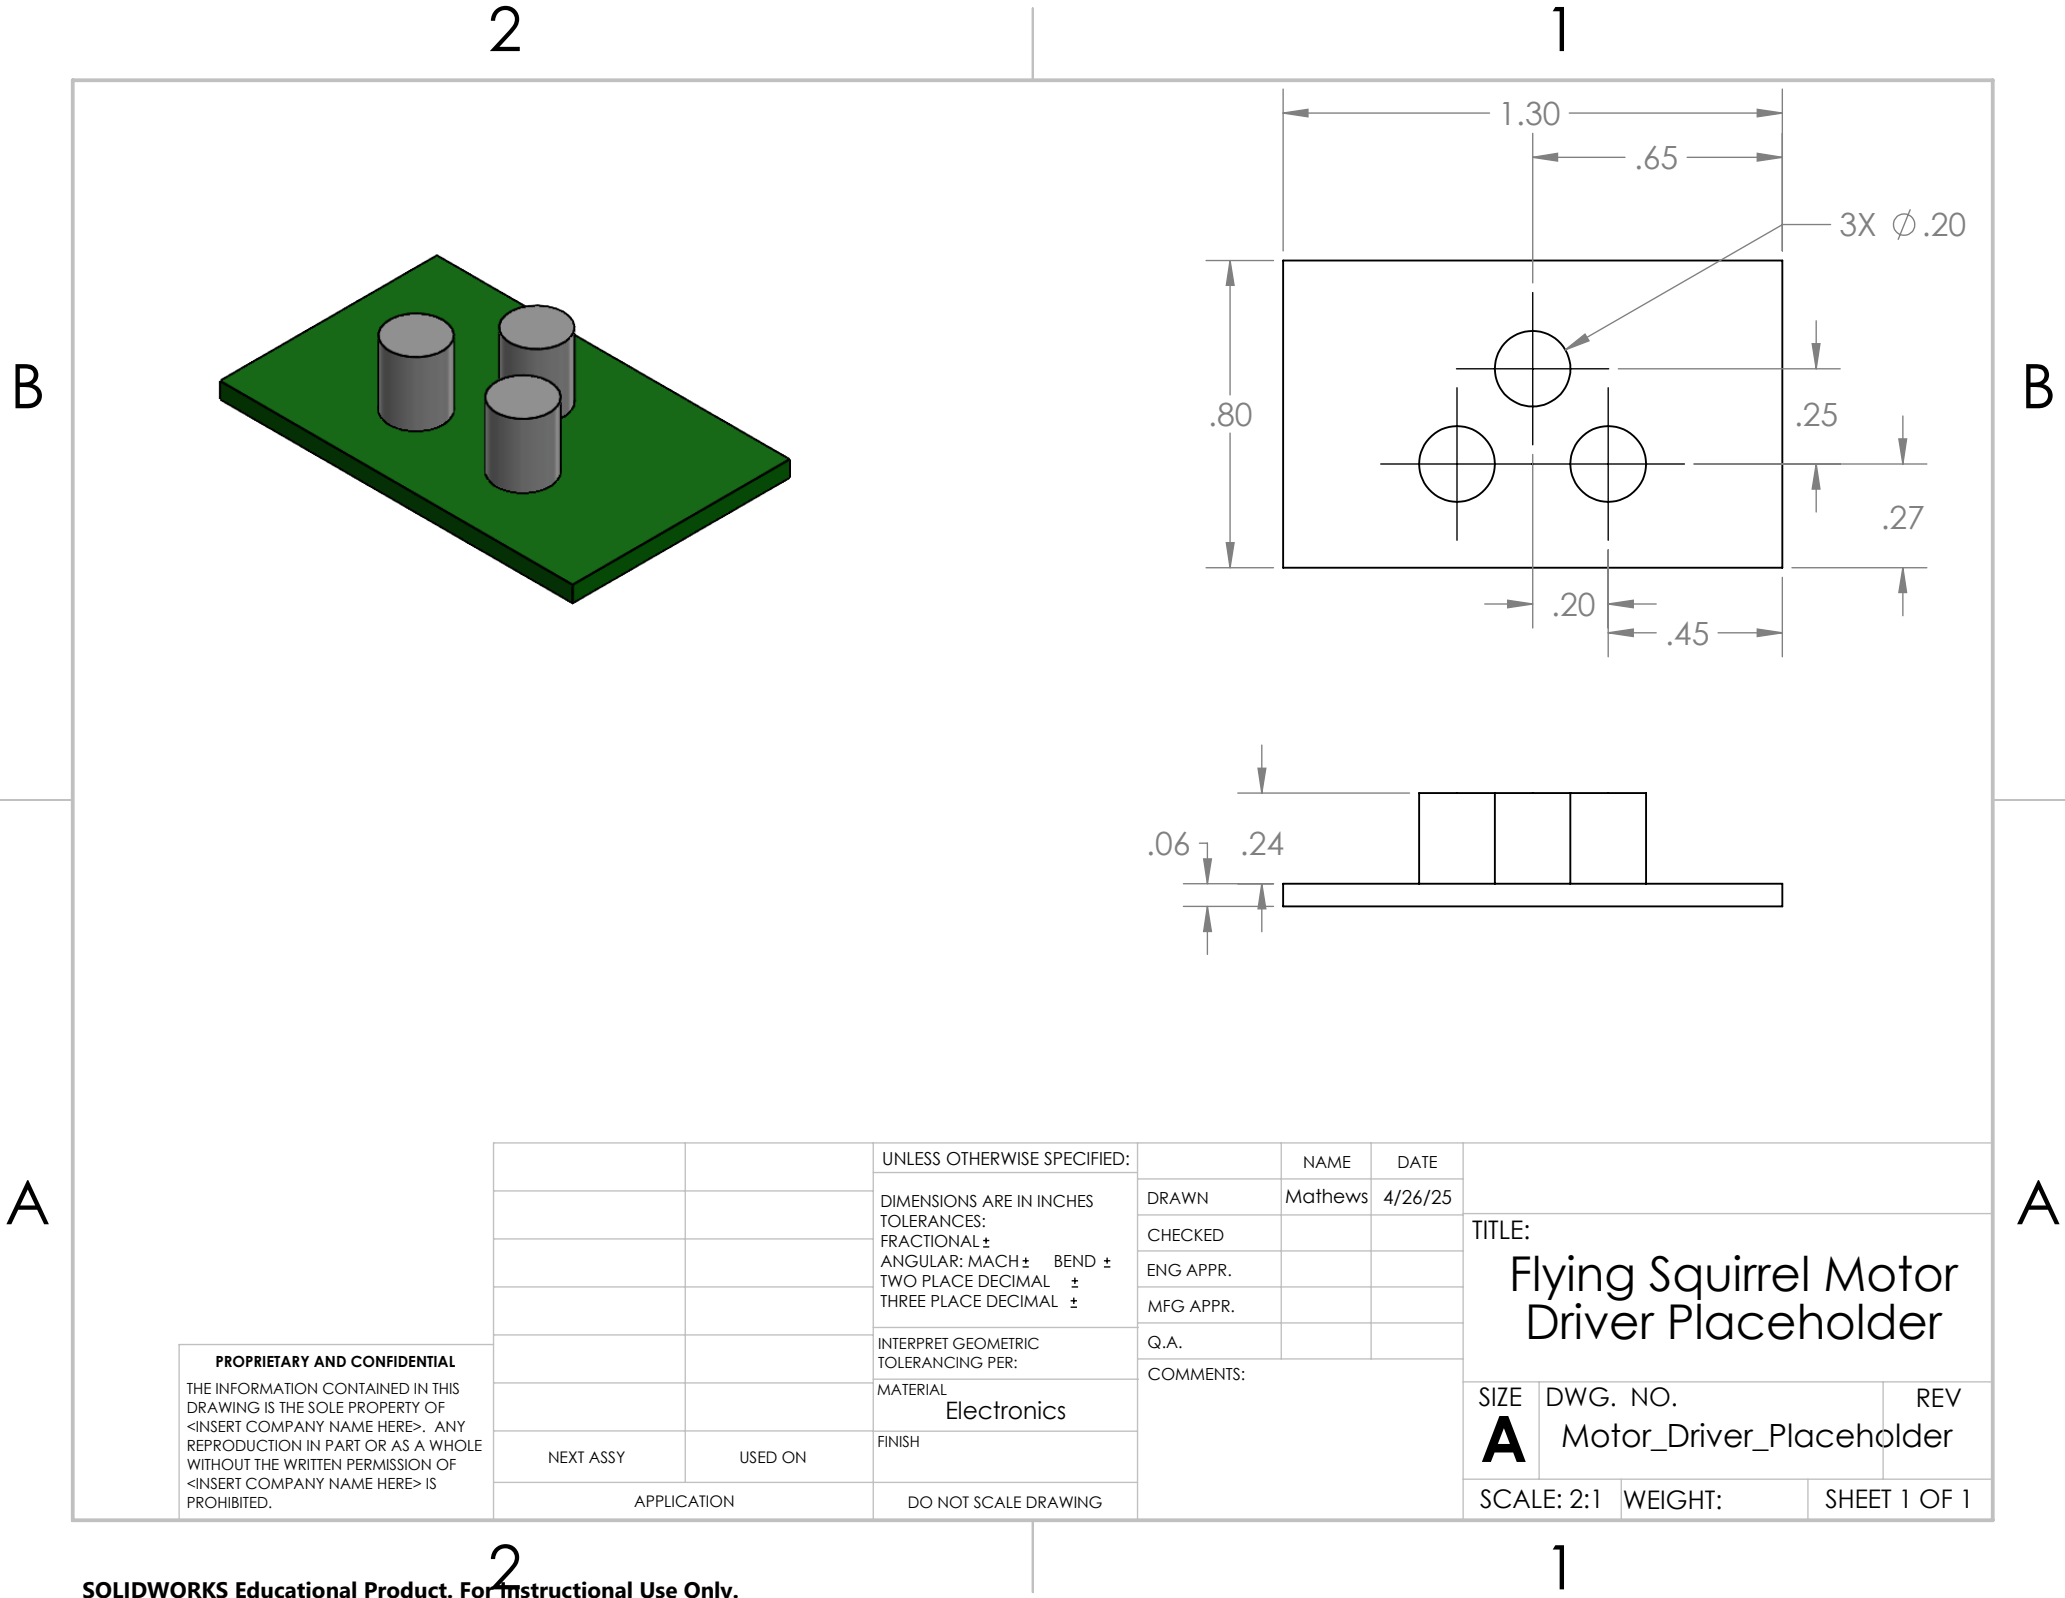 2
1
B
B
A
A
2
1
1.30
.65
3X ∅.20
.80
.25
.27
.20
.45
.06
.24
UNLESS OTHERWISE SPECIFIED:
DIMENSIONS ARE IN INCHES
TOLERANCES:
FRACTIONAL ±
ANGULAR: MACH ± BEND ±
TWO PLACE DECIMAL ±
THREE PLACE DECIMAL ±
INTERPRET GEOMETRIC
TOLERANCING PER:
MATERIAL
Electronics
FINISH
DO NOT SCALE DRAWING
NAME DATE
DRAWN Mathews 4/26/25
CHECKED
ENG APPR.
MFG APPR.
Q.A.
COMMENTS:
TITLE:
Flying Squirrel Motor
Driver Placeholder
SIZE DWG. NO. REV
A Motor_Driver_Placeholder
SCALE: 2:1 WEIGHT: SHEET 1 OF 1
NEXT ASSY USED ON
APPLICATION
PROPRIETARY AND CONFIDENTIAL
THE INFORMATION CONTAINED IN THIS
DRAWING IS THE SOLE PROPERTY OF
<INSERT COMPANY NAME HERE>. ANY
REPRODUCTION IN PART OR AS A WHOLE
WITHOUT THE WRITTEN PERMISSION OF
<INSERT COMPANY NAME HERE> IS
PROHIBITED.
SOLIDWORKS Educational Product. For Instructional Use Only.